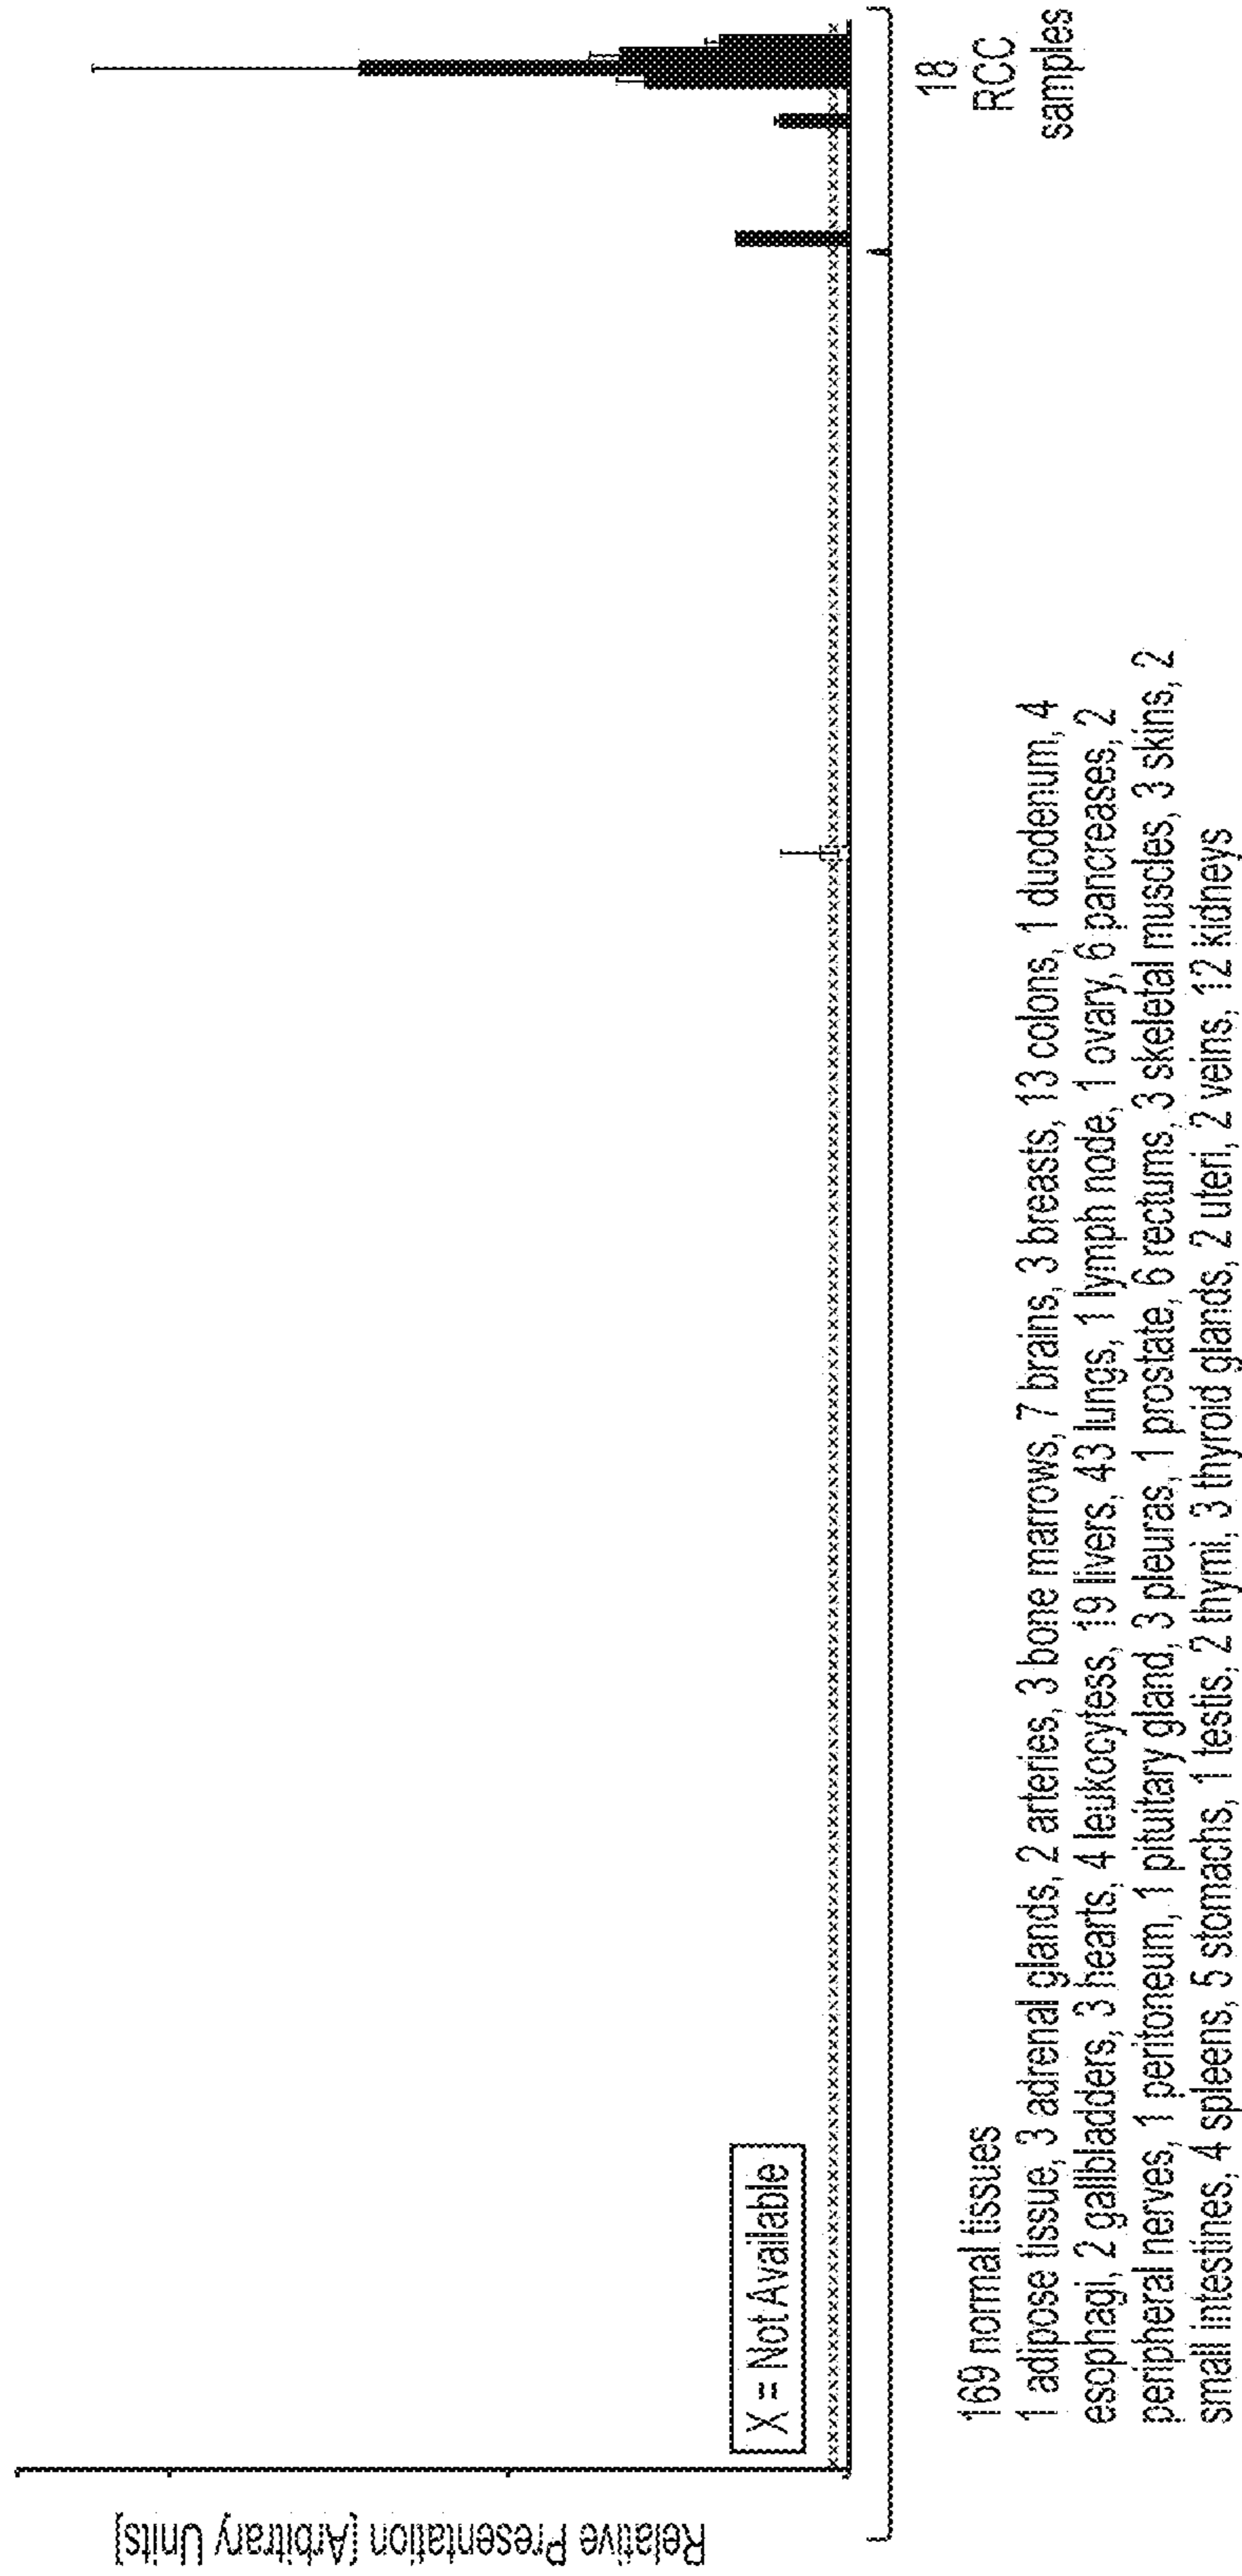 Relative Presentation [Arbitrary Units]
X = Not Available
169 normal tissues
1 adipose tissue, 3 adrenal glands, 2 arteries, 3 bone marrows, 7 brains, 3 breasts, 13 colons, 1 duodenum, 4
esophagi, 2 gallbladders, 3 hearts, 4 leukocytess, 19 livers, 43 lungs, 1 lymph node, 1 ovary, 6 pancreases, 2
peripheral nerves, 1 peritoneum, 1 pituitary gland, 3 pleuras, 1 prostate, 6 rectums, 3 skeletal muscles, 3 skins, 2
small intestines, 4 spleens, 5 stomachs, 1 testis, 2 thymi, 3 thyroid glands, 2 uteri, 2 veins, 12 kidneys
18
RCC
samples